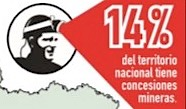 14%
del territorio
nacional tiene
concesiones
mineras.